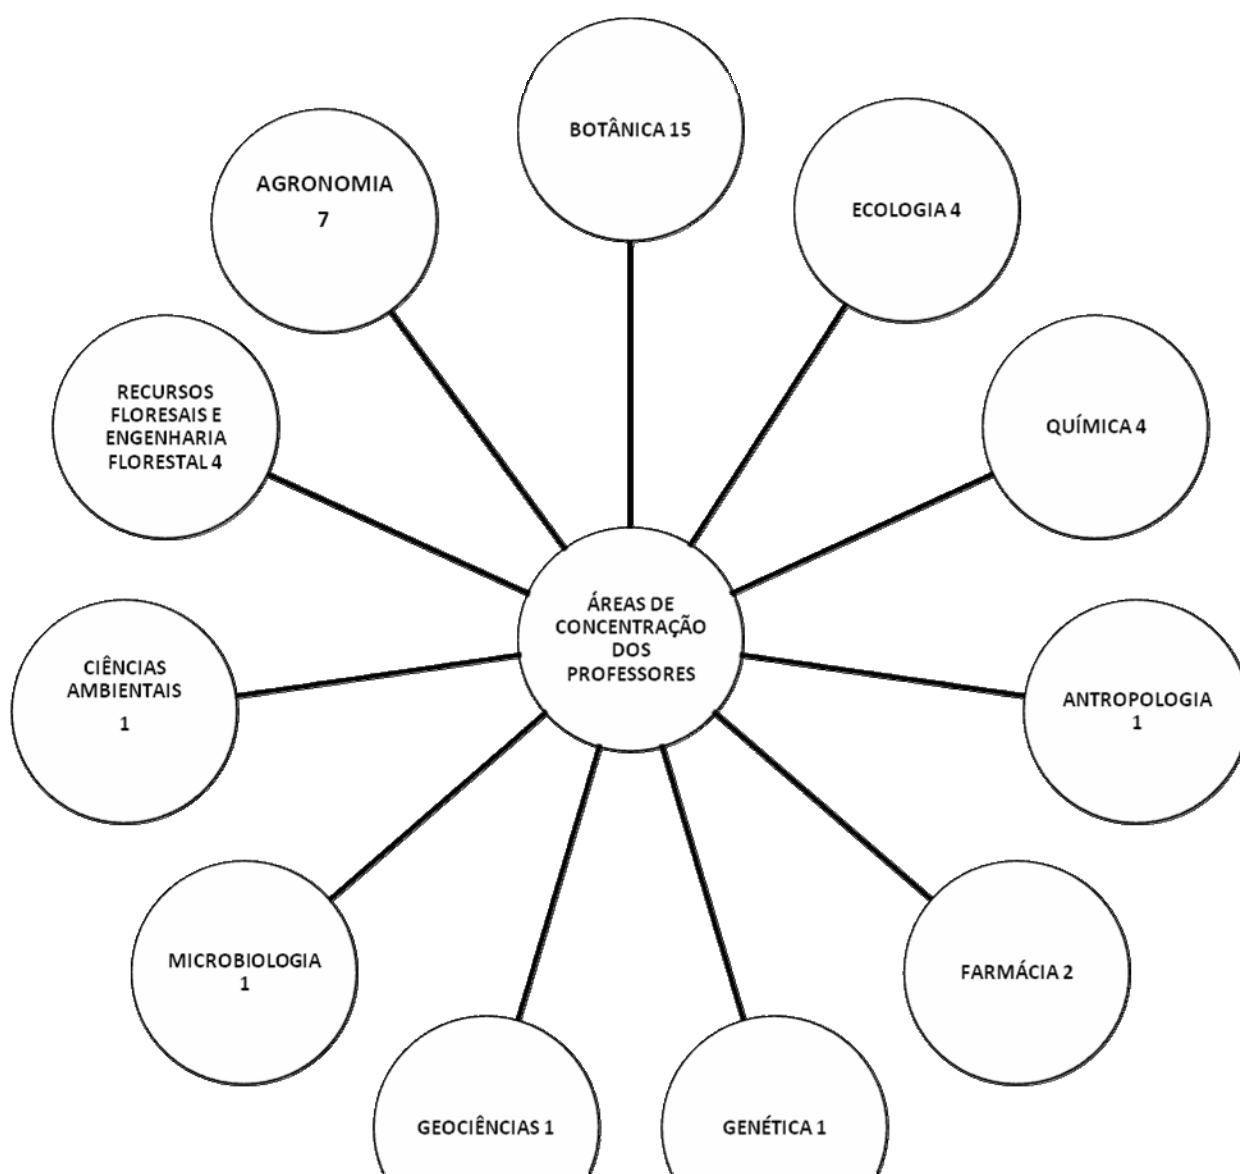 BOTÂNICA 15
ECOLOGIA 4
QUÍMICA 4
ANTROPOLOGIA
1
FARMÁCIA 2
GENÉTICA 1
GEOCIÊNCIAS 1
MICROBIOLOGIA
1
CIÊNCIAS
AMBIENTAIS
1
RECURSOS
FLORESAIS E
ENGENHARIA
FLORESTAL 4
AGRONOMIA
7
ÁREAS DE
CONCENTRAÇÃO
DOS
PROFESSORES